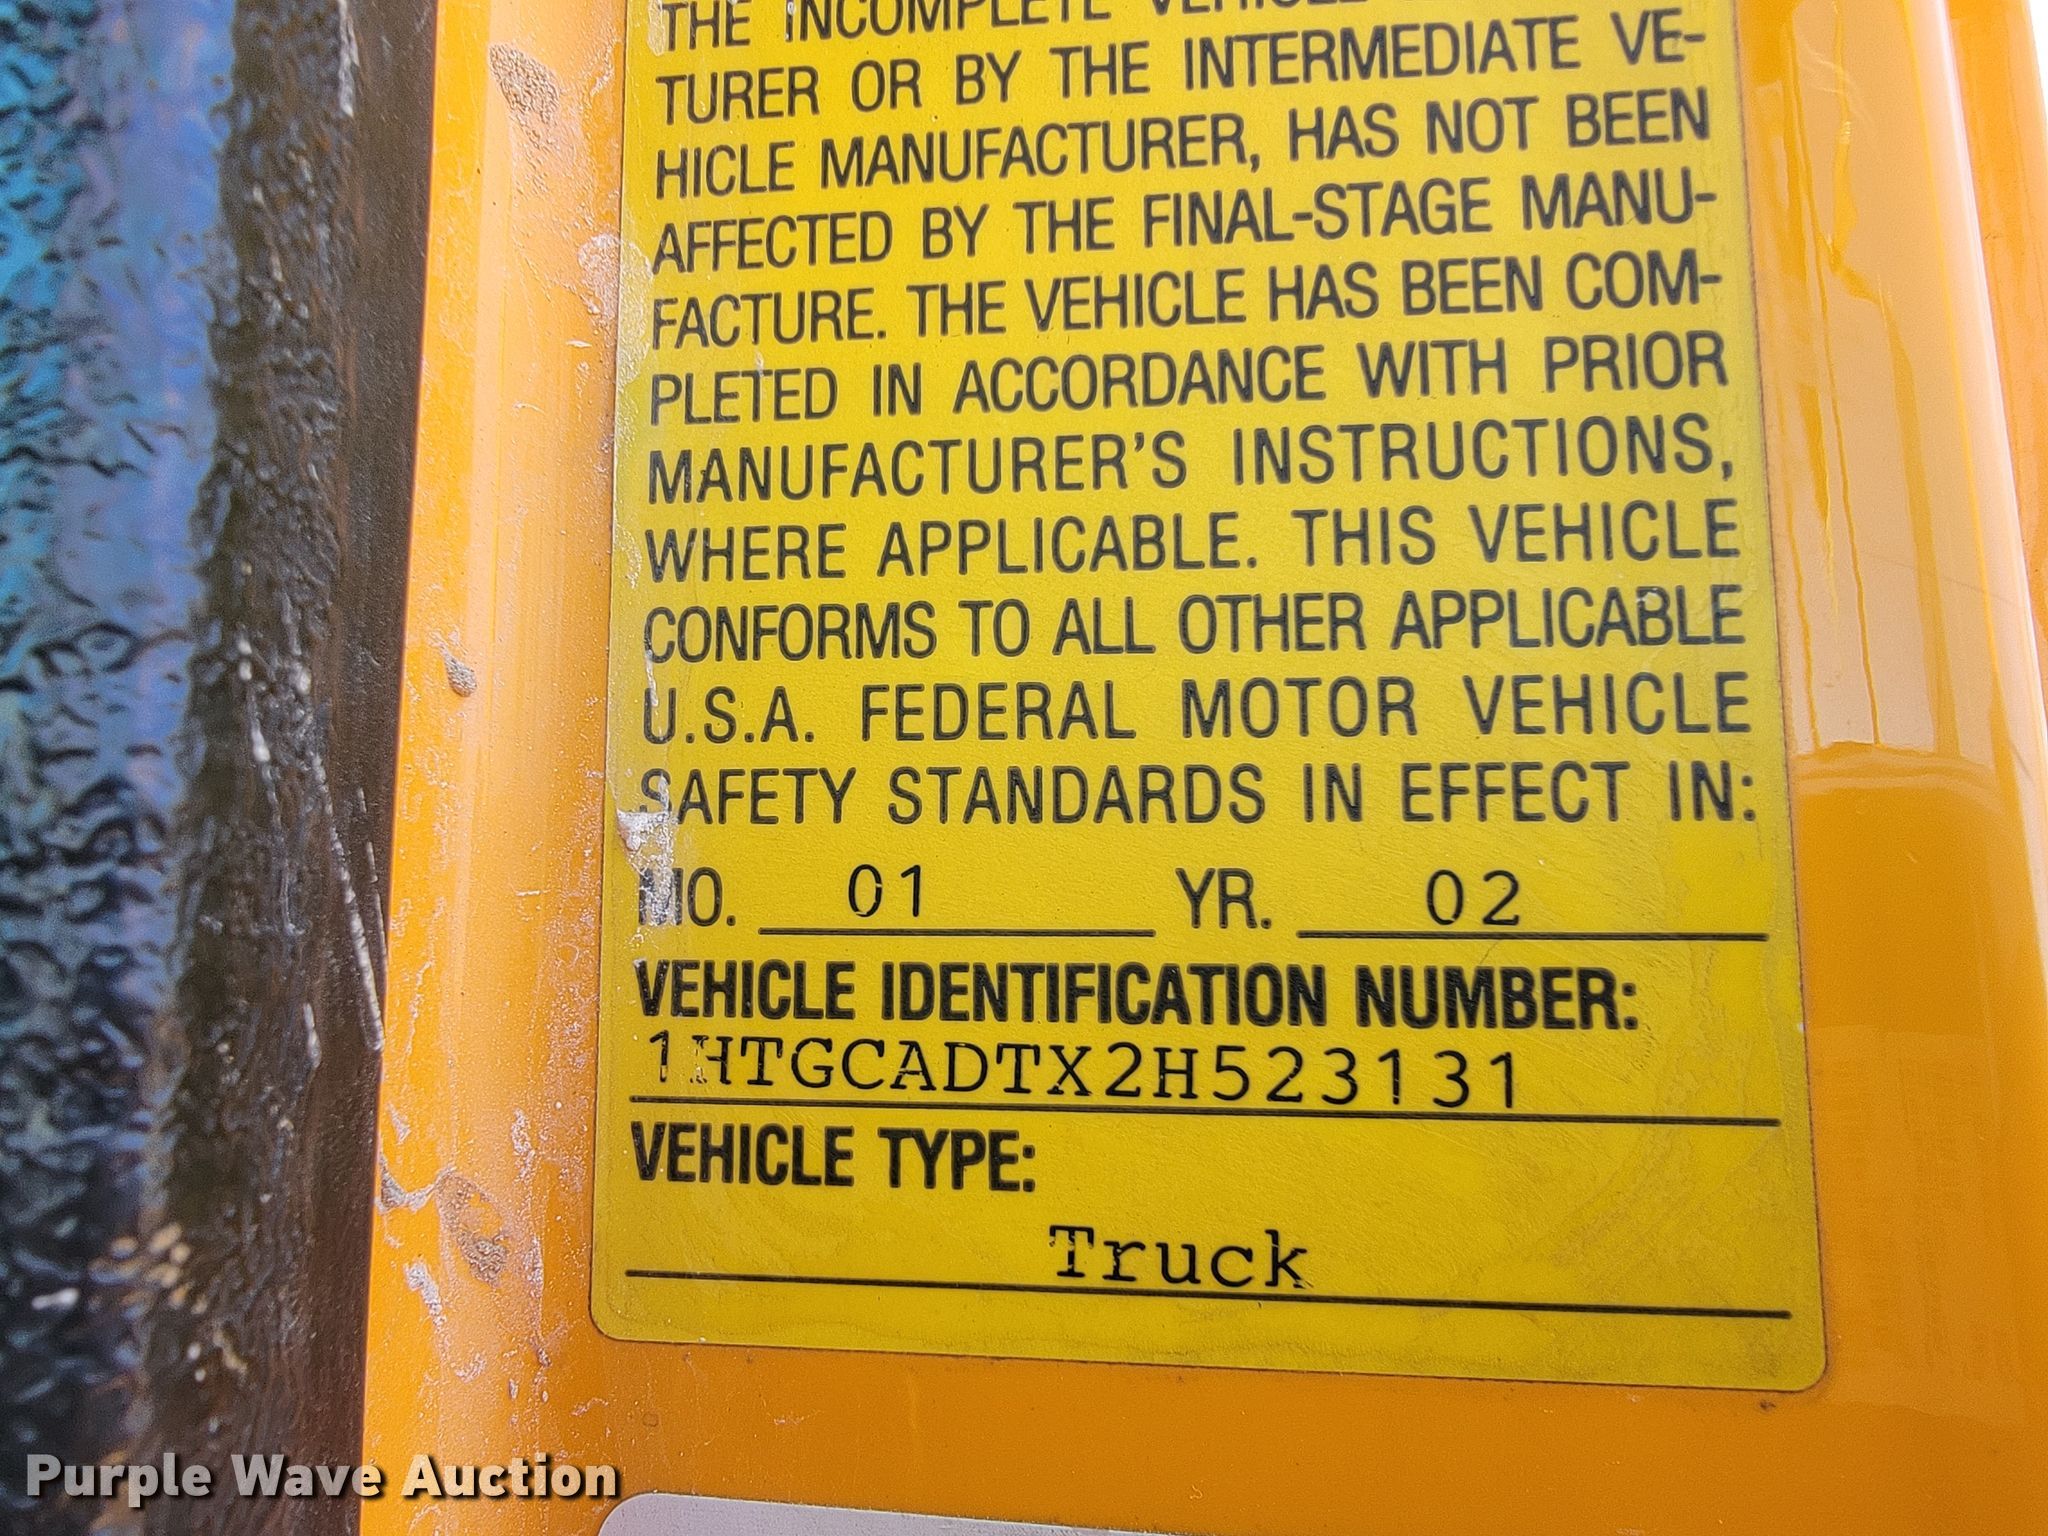 THE INCOMPLETE
TURER OR BY THE INTERMEDIATE VE-
HICLE MANUFACTURER, HAS NOT BEEN
AFFECTED BY THE FINAL-STAGE MANU-
FACTURE. THE VEHICLE HAS BEEN COM-
PLETED IN ACCORDANCE WITH PRIOR
MANUFACTURER'S INSTRUCTIONS,
WHERE APPLICABLE. THIS VEHICLE
CONFORMS TO ALL OTHER APPLICABLE
U.S.A. FEDERAL MOTOR VEHICLE
SAFETY STANDARDS IN EFFECT IN:
MO. 01 YR. 02
VEHICLE IDENTIFICATION NUMBER:
1HTGCADTX2H523131
VEHICLE TYPE:
Truck
Purple Wave Auction